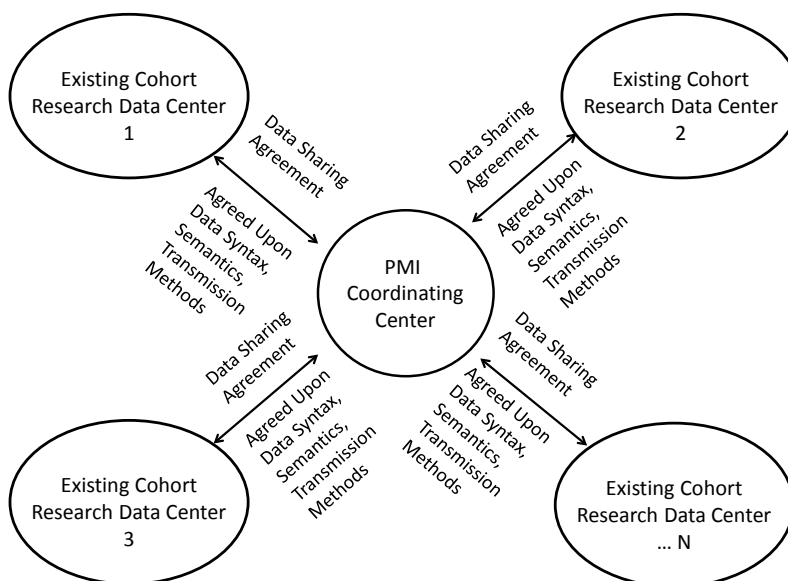 Existing Cohort
Research Data Center
1
Existing Cohort
Research Data Center
2
Data Sharing
Agreement
Agreed Upon
Data Syntax,
Semantics,
Transmission
Methods
Data Sharing
Agreement
Agreed Upon
Data Syntax,
Semantics,
Transmission
Methods
PMI
Coordinating
Center
Data Sharing
Agreement
Agreed Upon
Data Syntax,
Semantics,
Transmission
Methods
Data Sharing
Agreement
Agreed Upon
Data Syntax,
Semantics,
Transmission
Methods
Existing Cohort
Research Data Center
3
Existing Cohort
Research Data Center
... N